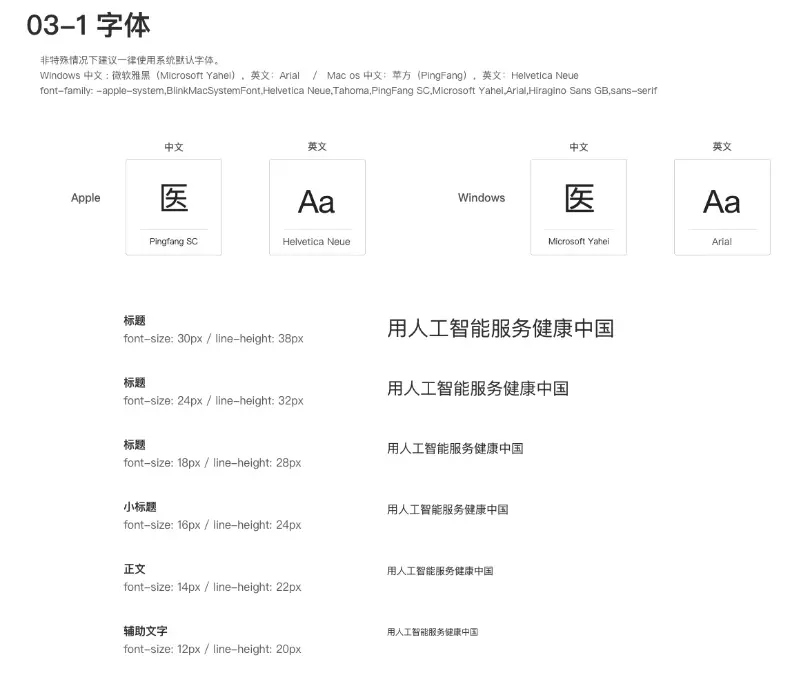 03-1 字体
非特殊情况下建议一律使用系统默认字体。
Windows 中文：微软雅黑（Microsoft Yahei），英文：Arial / Mac os 中文：苹方（PingFang），英文：Helvetica Neue
font-family: -apple-system,BlinkMacSystemFont,Helvetica Neue,Tahoma,PingFang SC,Microsoft Yahei,Arial,Hiragino Sans GB,sans-serif
中文 英文 中文 英文
Apple 医 Aa Windows 医 Aa
Pingfang SC Helvetica Neue Microsoft Yahei Arial
标题
font-size: 30px / line-height: 38px
用人工智能服务健康中国
标题
font-size: 24px / line-height: 32px
用人工智能服务健康中国
标题
font-size: 18px / line-height: 28px
用人工智能服务健康中国
小标题
font-size: 16px / line-height: 24px
用人工智能服务健康中国
正文
font-size: 14px / line-height: 22px
用人工智能服务健康中国
辅助文字
font-size: 12px / line-height: 20px
用人工智能服务健康中国